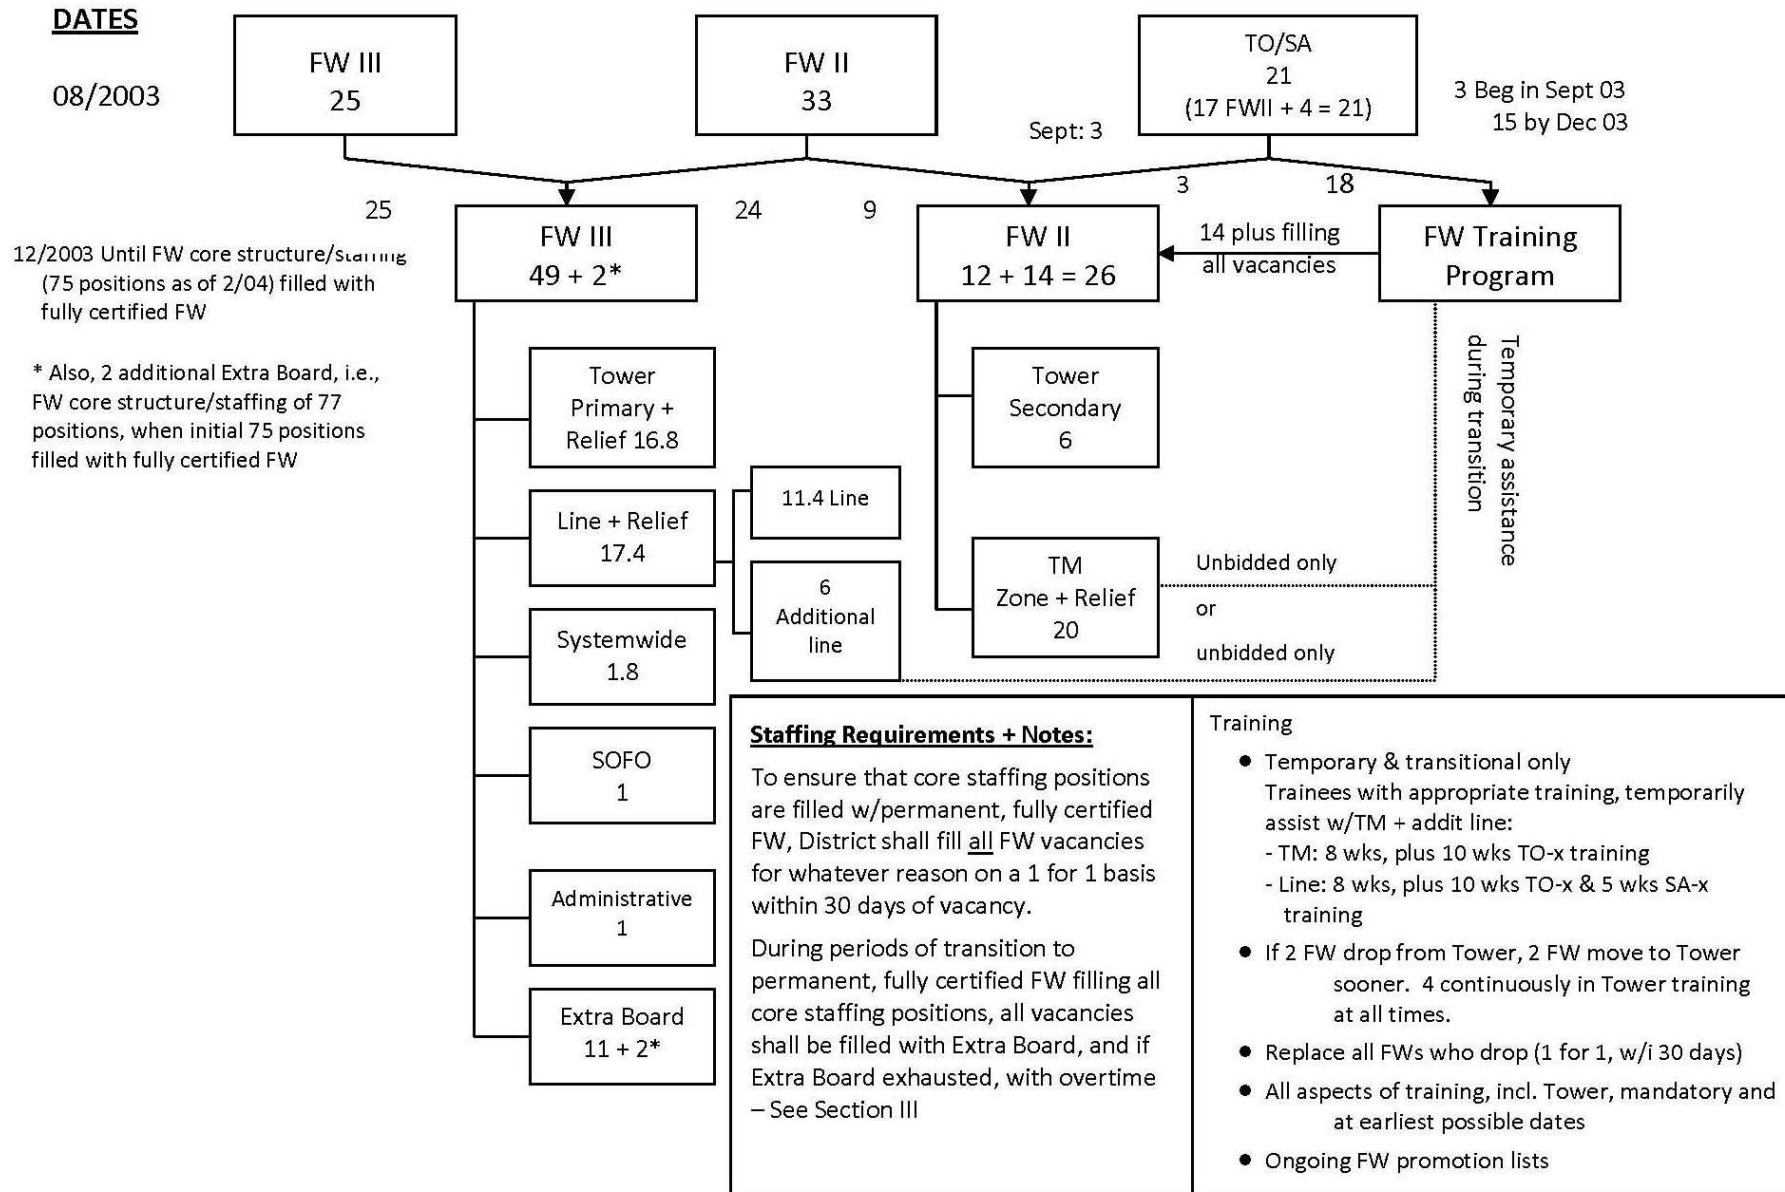 DATES
08/2003
FW III
25
FW II
33
TO/SA
21
(17 FWII + 4 = 21)
3 Beg in Sept 03
15 by Dec 03
Sept: 3
25
24
9
3
18
FW III
49 + 2*
FW II
12 + 14 = 26
14 plus filling
all vacancies
FW Training
Program
12/2003 Until FW core structure/staffing
(75 positions as of 2/04) filled with
fully certified FW
* Also, 2 additional Extra Board, i.e.,
FW core structure/staffing of 77
positions, when initial 75 positions
filled with fully certified FW
Tower
Primary +
Relief 16.8
Line + Relief
17.4
11.4 Line
6
Additional
line
Systemwide
1.8
SOFO
1
Administrative
1
Extra Board
11 + 2*
Tower
Secondary
6
TM
Zone + Relief
20
Unbidded only
or
unbidded only
Temporary assistance
during transition
Staffing Requirements + Notes:
To ensure that core staffing positions
are filled w/permanent, fully certified
FW, District shall fill all FW vacancies
for whatever reason on a 1 for 1 basis
within 30 days of vacancy.
During periods of transition to
permanent, fully certified FW filling all
core staffing positions, all vacancies
shall be filled with Extra Board, and if
Extra Board exhausted, with overtime
– See Section III
Training
● Temporary & transitional only
Trainees with appropriate training, temporarily
assist w/TM + addit line:
- TM: 8 wks, plus 10 wks TO-x training
- Line: 8 wks, plus 10 wks TO-x & 5 wks SA-x
training
● If 2 FW drop from Tower, 2 FW move to Tower
sooner. 4 continuously in Tower training
at all times.
● Replace all FWs who drop (1 for 1, w/i 30 days)
● All aspects of training, incl. Tower, mandatory and
at earliest possible dates
● Ongoing FW promotion lists